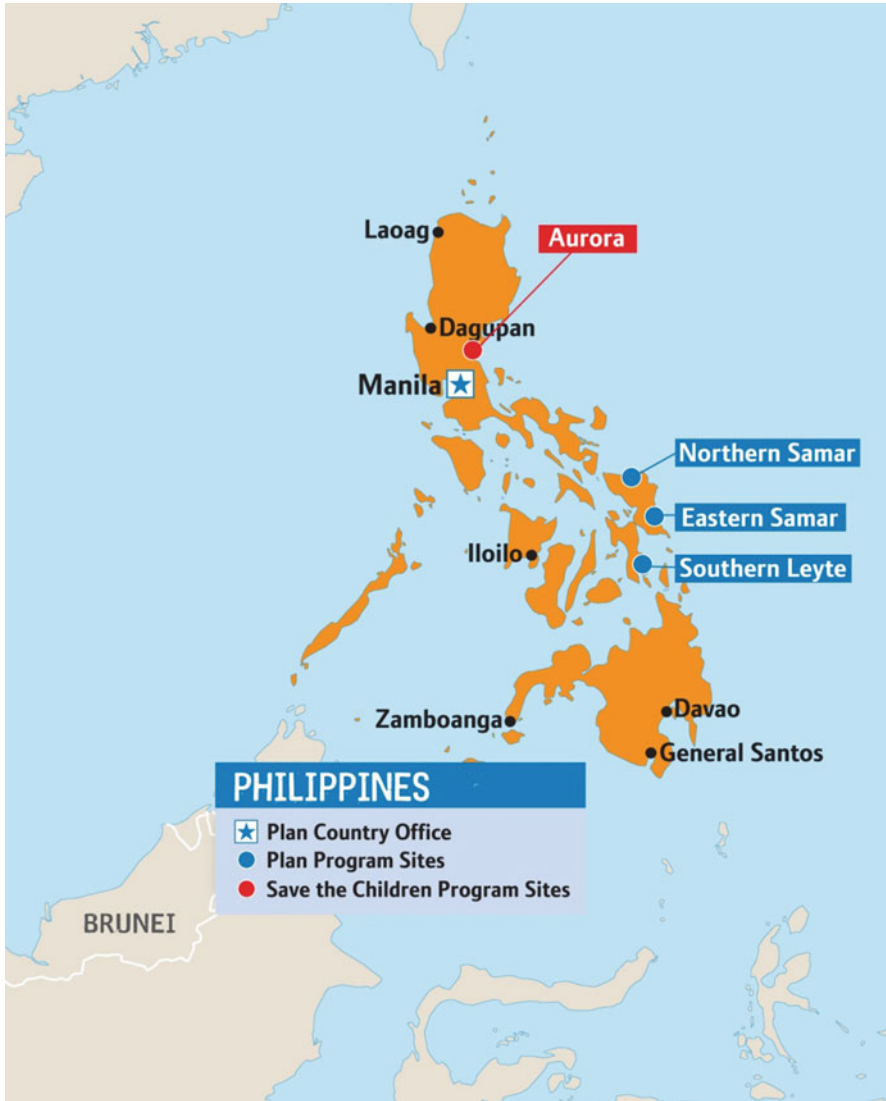 Laoag
Aurora
Dagupan
Manila
Northern Samar
Eastern Samar
Iloilo
Southern Leyte
Zamboanga
Davao
General Santos
PHILIPPINES
Plan Country Office
Plan Program Sites
Save the Children Program Sites
BRUNEI